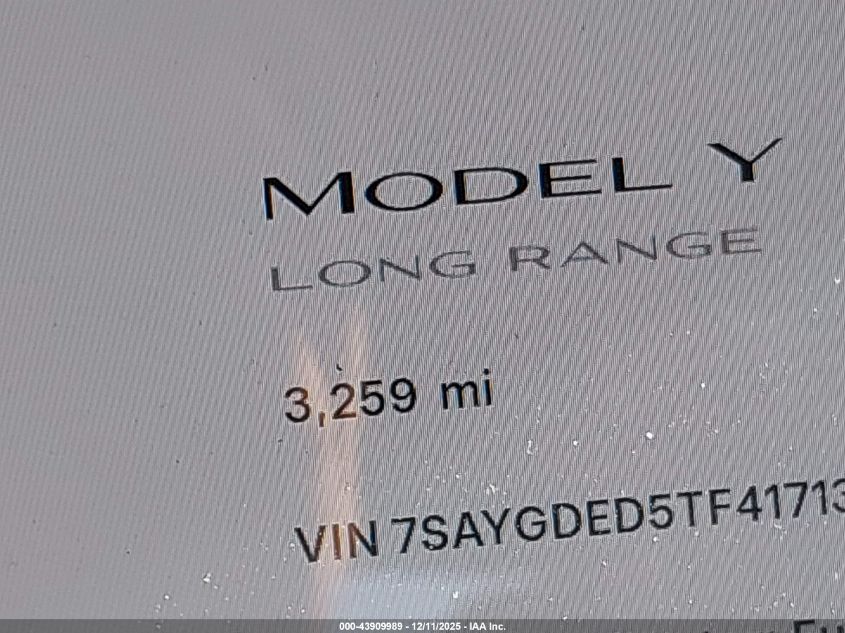 MODEL Y
LONG RANGE
3,259 mi
VIN 7SAYGDED5TF41713
000-43909989 - 12/11/2025 - IAA Inc.